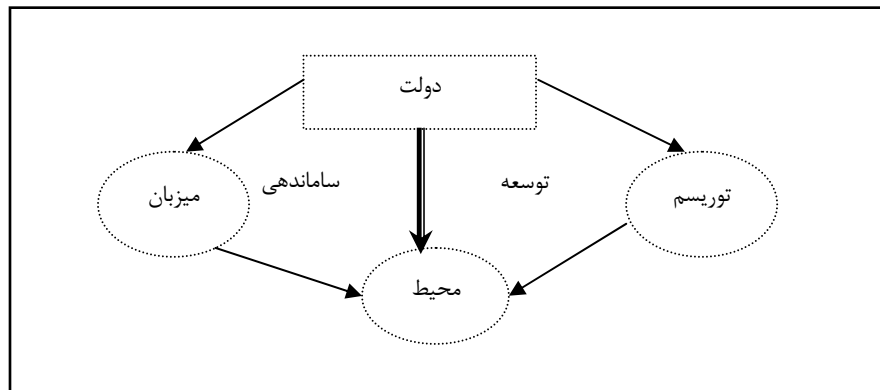 دولت
توسعه
ساماندهی
توریسم
میزبان
محیط